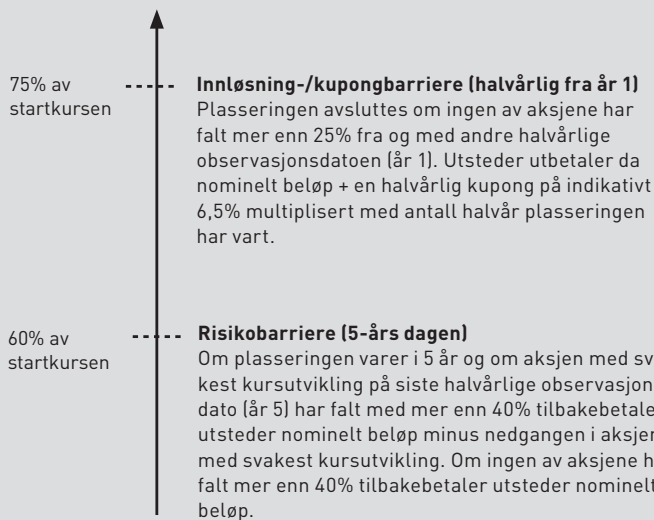 75% av
startkursen
Innløsning-/kupongbarriere (halvårlig fra år 1)
Plasseringen avsluttes om ingen av aksjene har
falt mer enn 25% fra og med andre halvårlige
observasjonsdatoen (år 1). Utsteder utbetaler da
nominelt beløp + en halvårlig kupong på indikativt
6,5% multiplisert med antall halvår plasseringen
har vart.
60% av
startkursen
Risikobarriere (5-års dagen)
Om plasseringen varer i 5 år og om aksjen med sva
kest kursutvikling på siste halvårlige observasjon
dato (år 5) har falt med mer enn 40% tilbakebetale
utsteder nominelt beløp minus nedgangen i aksjen
med svakest kursutvikling. Om ingen av aksjene h
falt mer enn 40% tilbakebetaler utsteder nominelt
beløp.